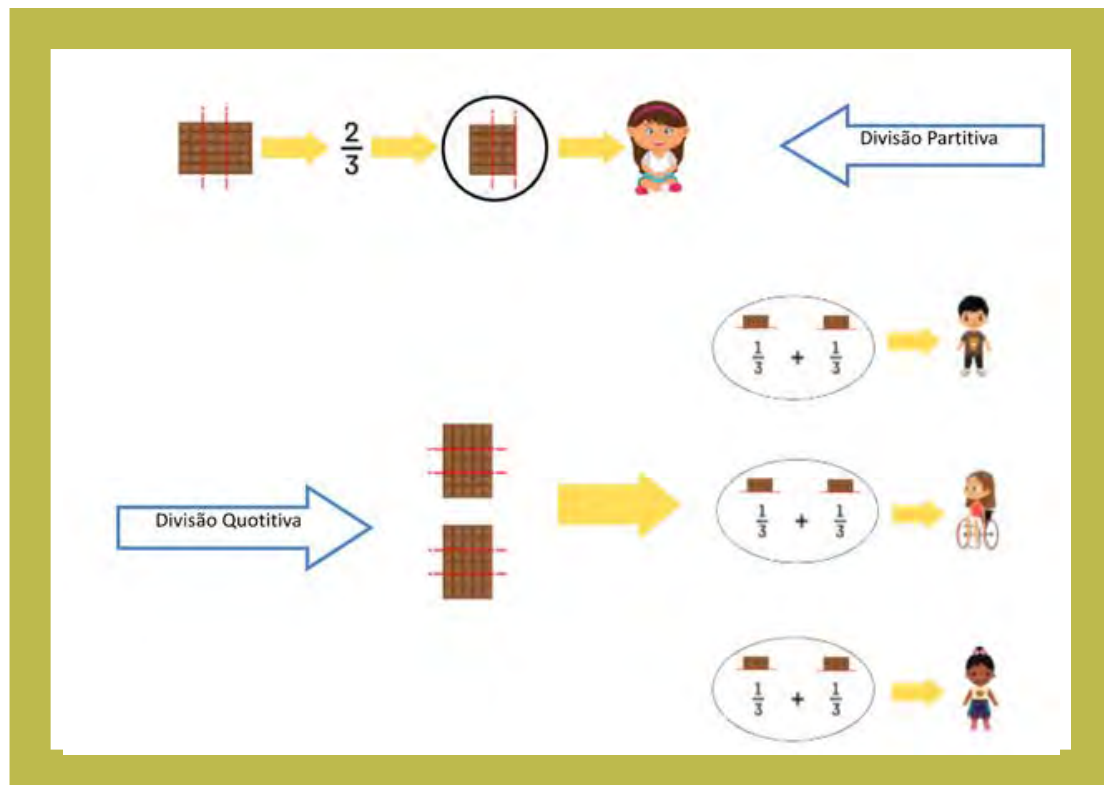 2
3
Divisão Partitiva
1/3 + 1/3
Divisão Quotitiva
1/3 + 1/3
1/3 + 1/3